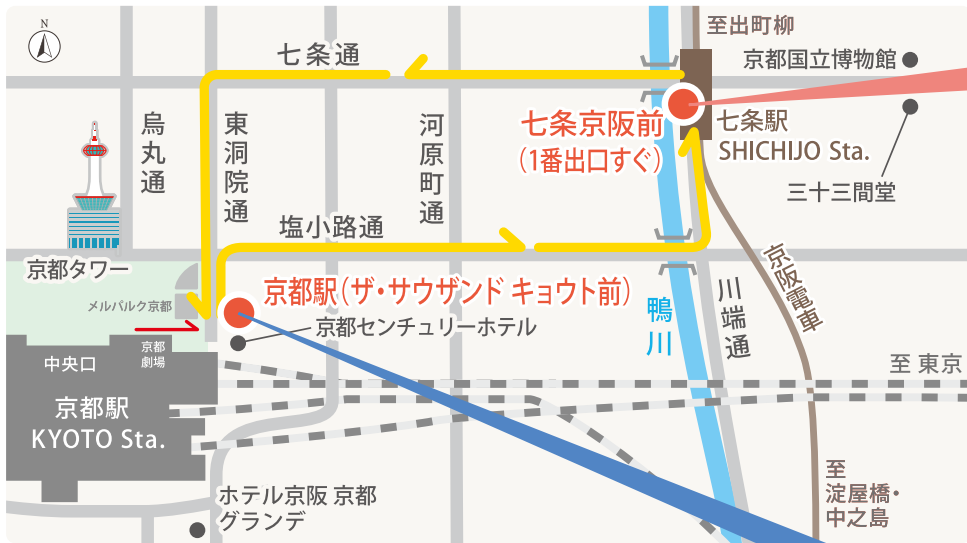 N
至出町柳
七条通
京都国立博物館
七条京阪前
(1番出口すぐ)
七条駅
SHICHIJO Sta.
烏丸通
東洞院通
河原町通
三十三間堂
塩小路通
京都タワー
京都駅(ザ・サウザンド キョウト前)
メルパルク京都
京都センチュリーホテル
鴨川
川端通
京阪電車
中央口
京都
劇場
至 東京
京都駅
KYOTO Sta.
至
淀屋橋・
中之島
ホテル京阪 京都
グランデ